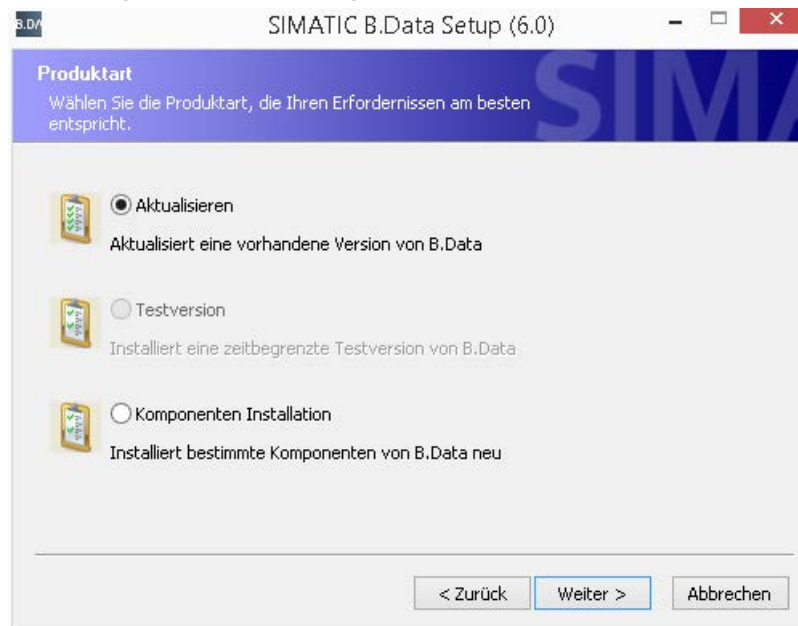 B.DA
SIMATIC B.Data Setup (6.0)
Produktart
Wählen Sie die Produktart, die Ihren Erfordernissen am besten
entspricht.
SIMA
Aktualisieren
Aktualisiert eine vorhandene Version von B.Data
Testversion
Installiert eine zeitbegrenzte Testversion von B.Data
Komponenten Installation
Installiert bestimmte Komponenten von B.Data neu
< Zurück
Weiter >
Abbrechen